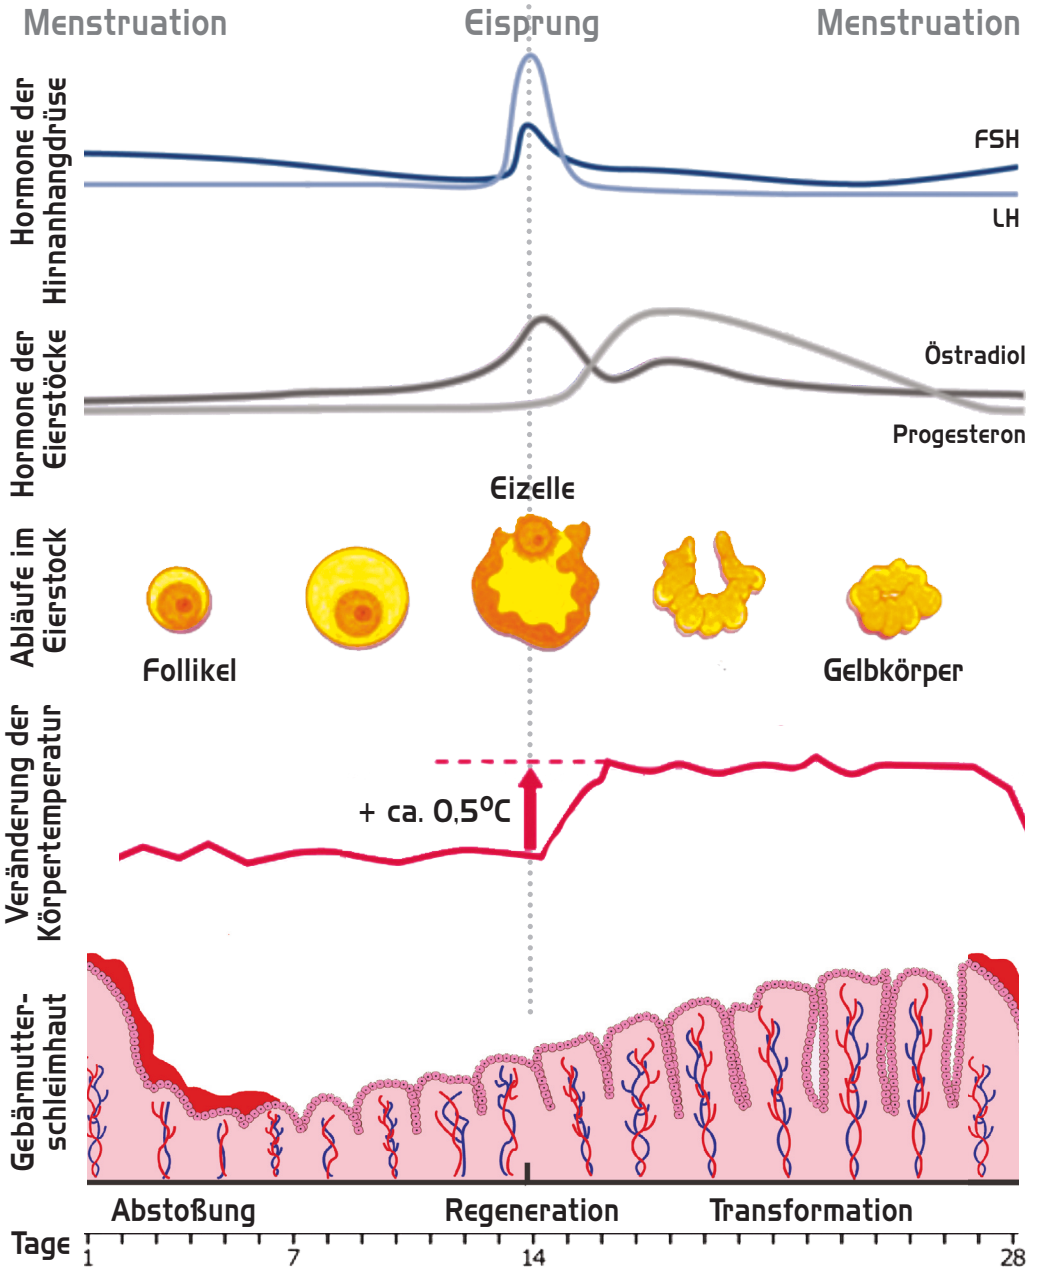 Menstruation Eisprung Menstruation
Hormone der
Hirnanhangdrüse
FSH
LH
Hormone der
Eierstöcke
Östradiol
Progesteron
Abläufe im
Eierstock
Eizelle
Follikel
Gelbkörper
Veränderung der
Körpertemperatur
+ ca. 0,5°C
Gebärmutter-
schleimhaut
Abstoßung Regeneration Transformation
Tage
1 7 14 28